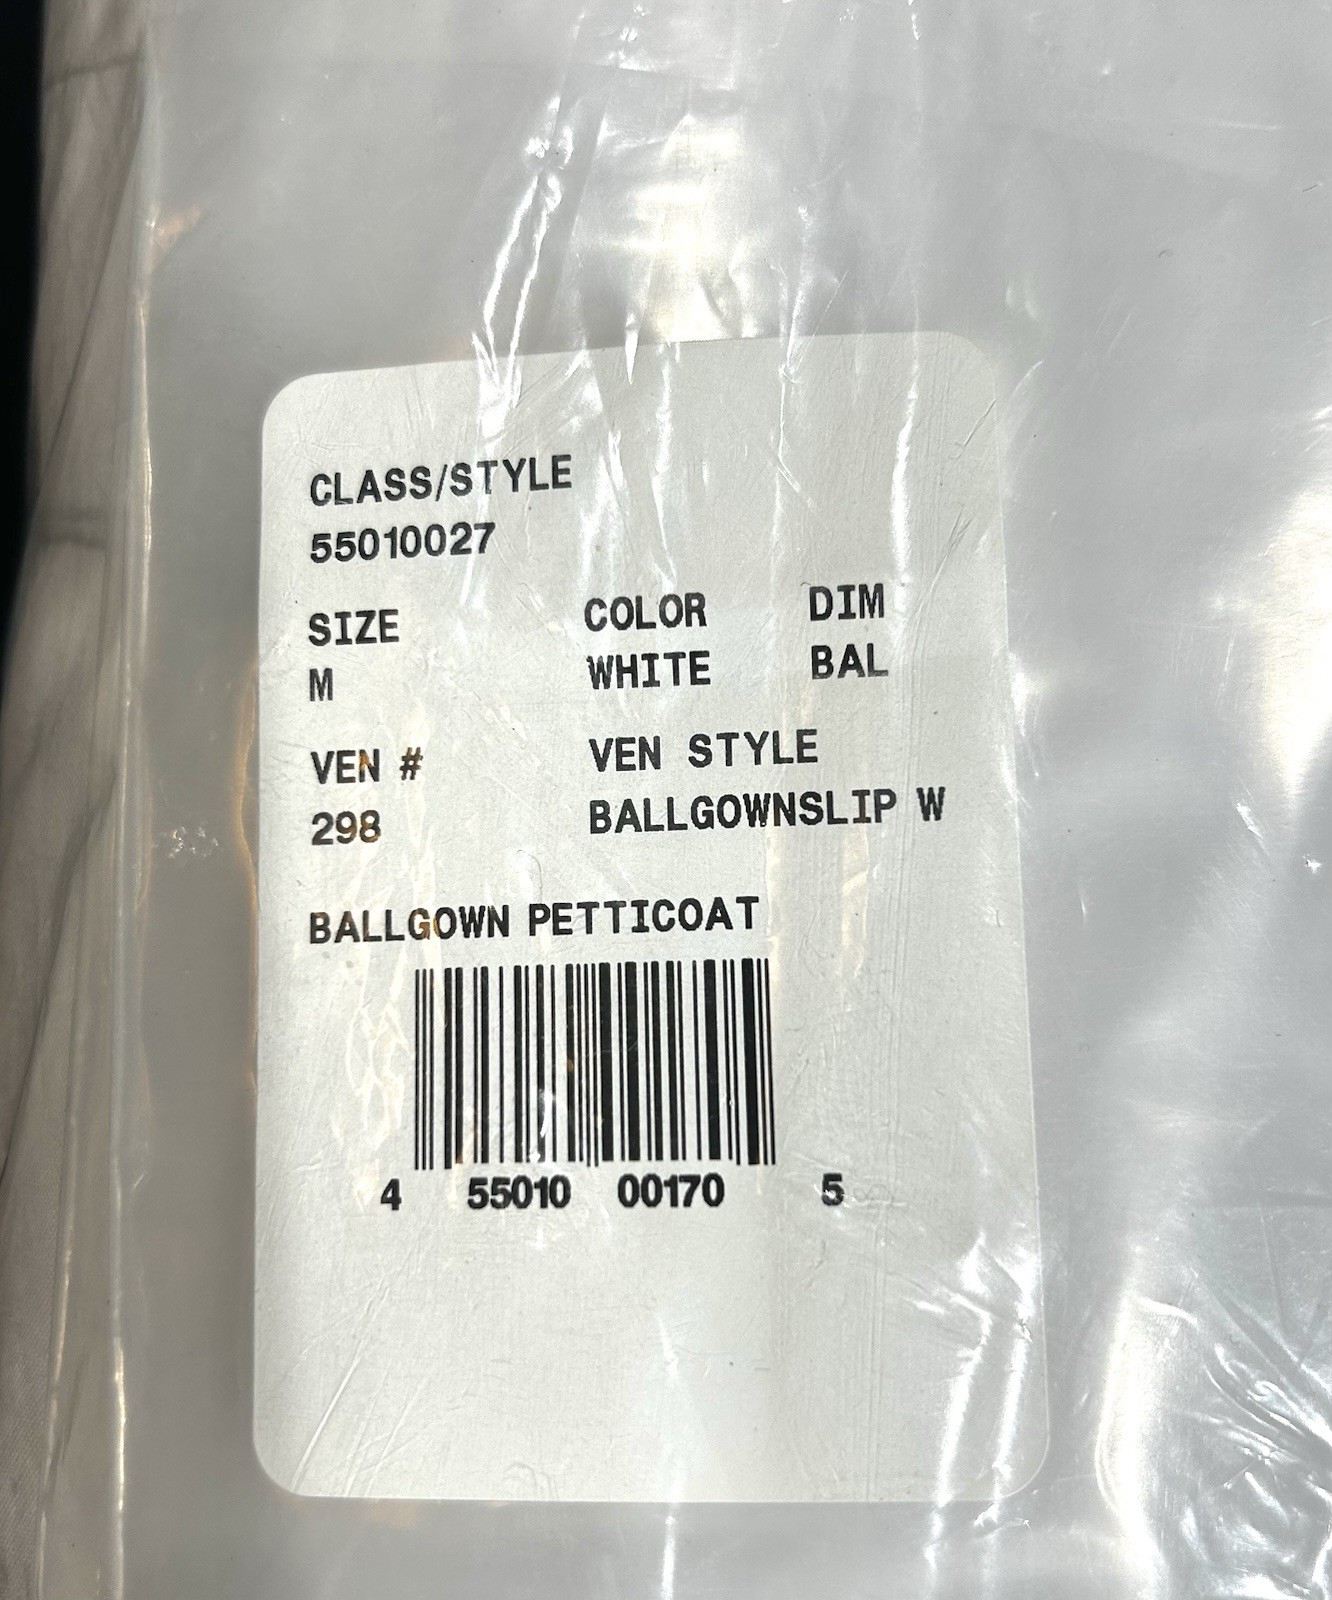 CLASS/STYLE
55010027
SIZE COLOR DIM
M WHITE BAL
VEN # VEN STYLE
298 BALLGOWNSLIP W
BALLGOWN PETTICOAT
4 55010 00170 5